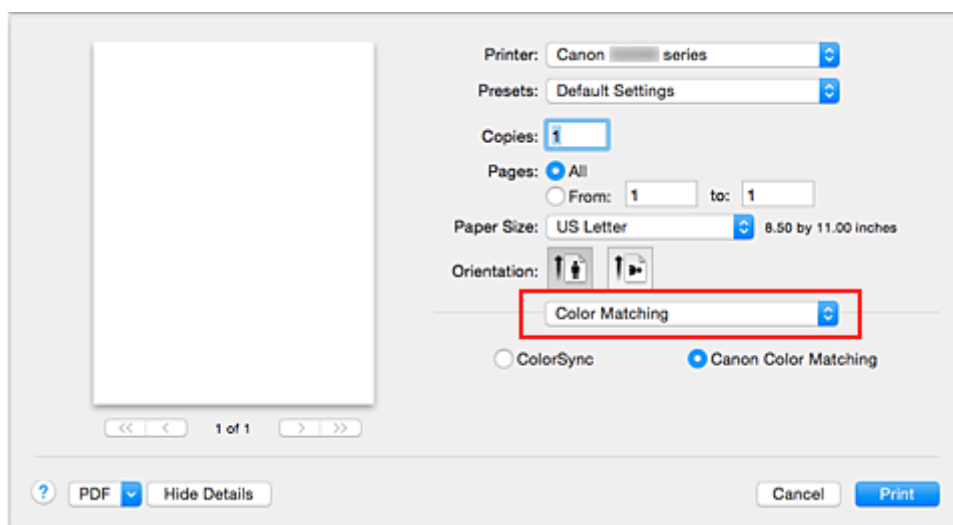 Printer: Canon series
Presets: Default Settings
Copies: 1
Pages: All
From: 1 to: 1
Paper Size: US Letter 8.50 by 11.00 inches
Orientation:
Color Matching
ColorSync Canon Color Matching
<< < 1 of 1 > >>
? PDF Hide Details Cancel Print